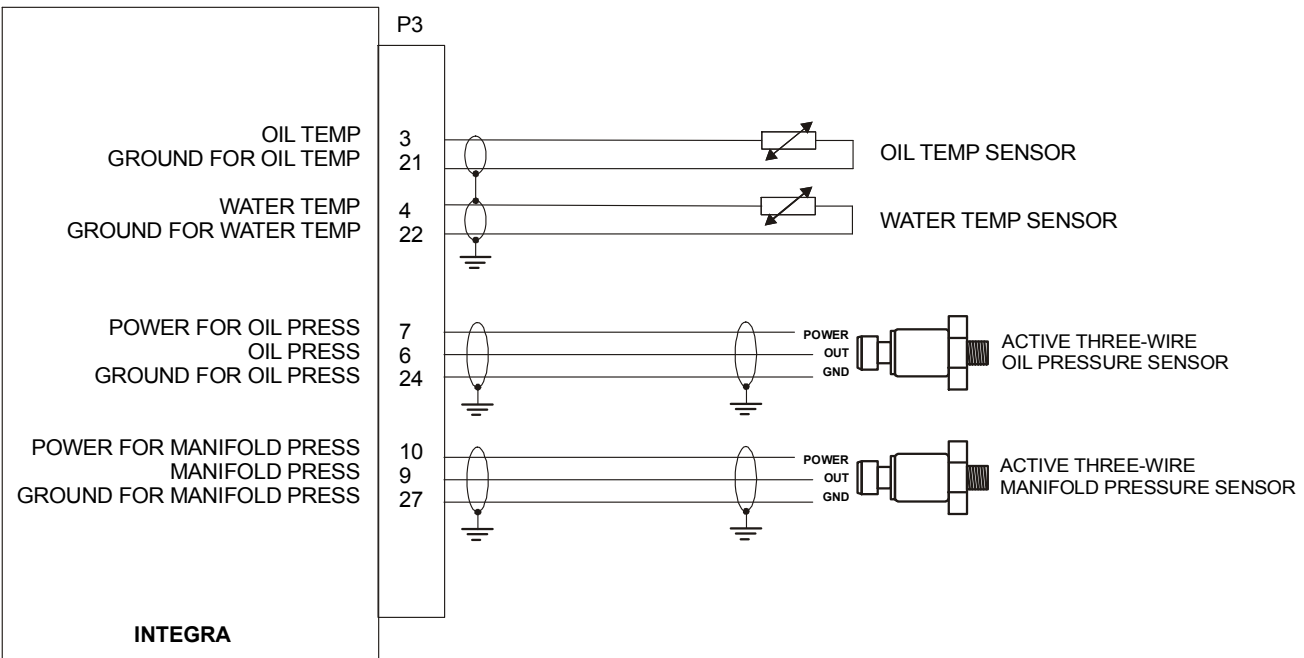 P3
OIL TEMP 3
GROUND FOR OIL TEMP 21
OIL TEMP SENSOR
WATER TEMP 4
GROUND FOR WATER TEMP 22
WATER TEMP SENSOR
POWER FOR OIL PRESS 7 POWER
OIL PRESS 6 OUT
GROUND FOR OIL PRESS 24 GND
ACTIVE THREE-WIRE
OIL PRESSURE SENSOR
POWER FOR MANIFOLD PRESS 10 POWER
MANIFOLD PRESS 9 OUT
GROUND FOR MANIFOLD PRESS 27 GND
ACTIVE THREE-WIRE
MANIFOLD PRESSURE SENSOR
INTEGRA